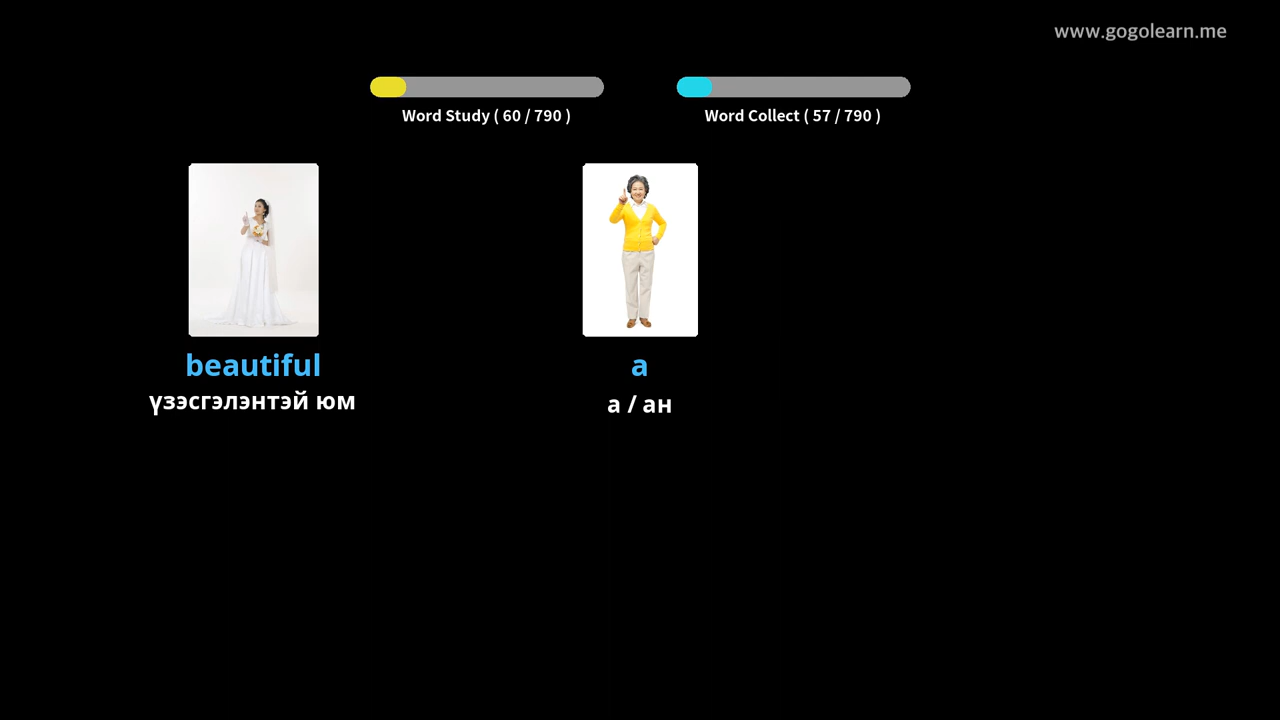 www.gogolearn.me
Word Study ( 60 / 790 )
Word Collect ( 57 / 790 )
beautiful
үзэсгэлэнтэй юм
a
а / ан